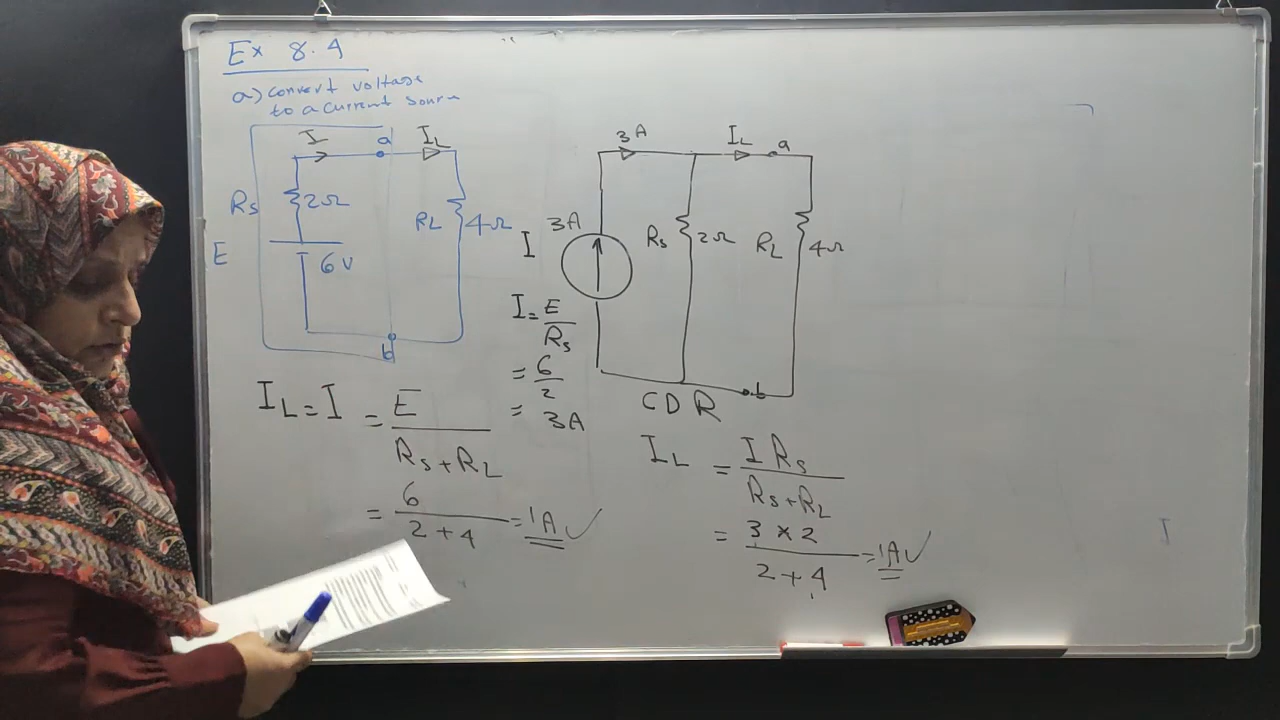 Ex 8.4
a) convert voltage
to a current source
I
a
IL
Rs
2Ω
RL
4Ω
E
6V
b
IL = I = E / Rs + RL
= 6 / 2 + 4 = 1A ✓
3A
IL
a
3A
I
Rs
2Ω
RL
4Ω
b
I = E / Rs
= 6 / 2
= 3A
CDR
IL = I Rs / Rs + RL
= 3 × 2 / 2 + 4 = 1A ✓